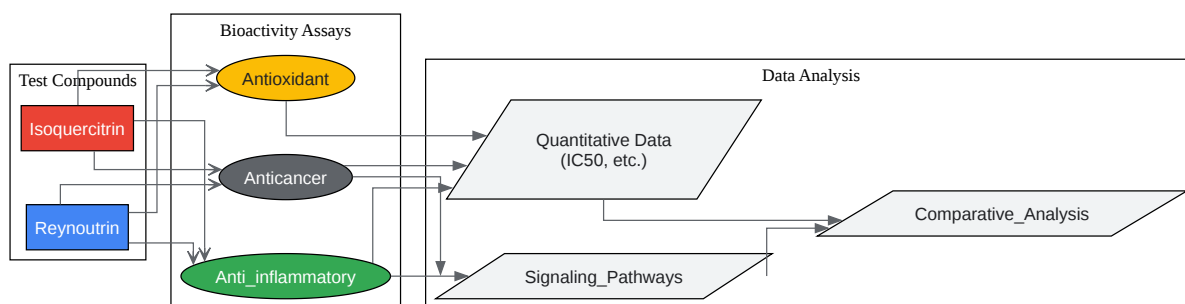 Test Compounds
Isoquercitrin
Reynoutrin
Bioactivity Assays
Antioxidant
Anticancer
Anti_inflammatory
Data Analysis
Quantitative Data
(IC50, etc.)
Signaling_Pathways
Comparative_Analysis